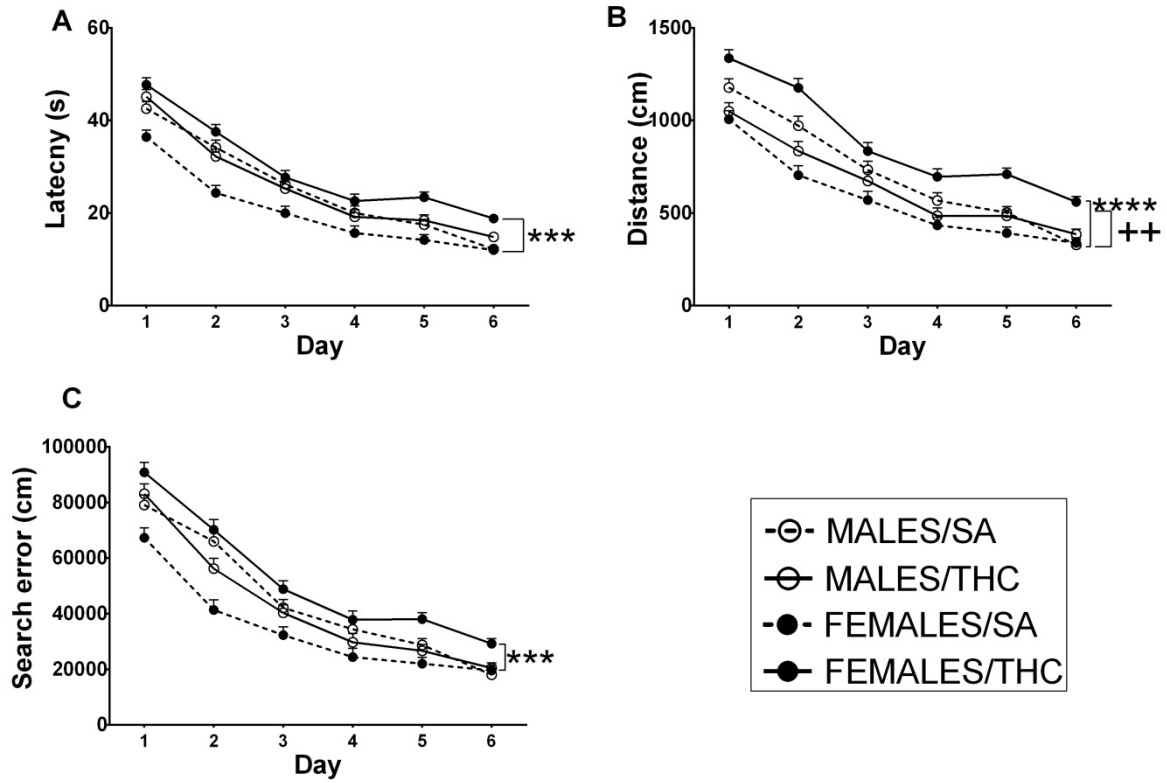 A
Latecny (s)
60
40
20
0
1 2 3 4 5 6
Day
***
B
Distance (cm)
1500
1000
500
0
1 2 3 4 5 6
Day
****
++
C
Search error (cm)
100000
80000
60000
40000
20000
0
1 2 3 4 5 6
Day
***
MALES/SA
MALES/THC
FEMALES/SA
FEMALES/THC